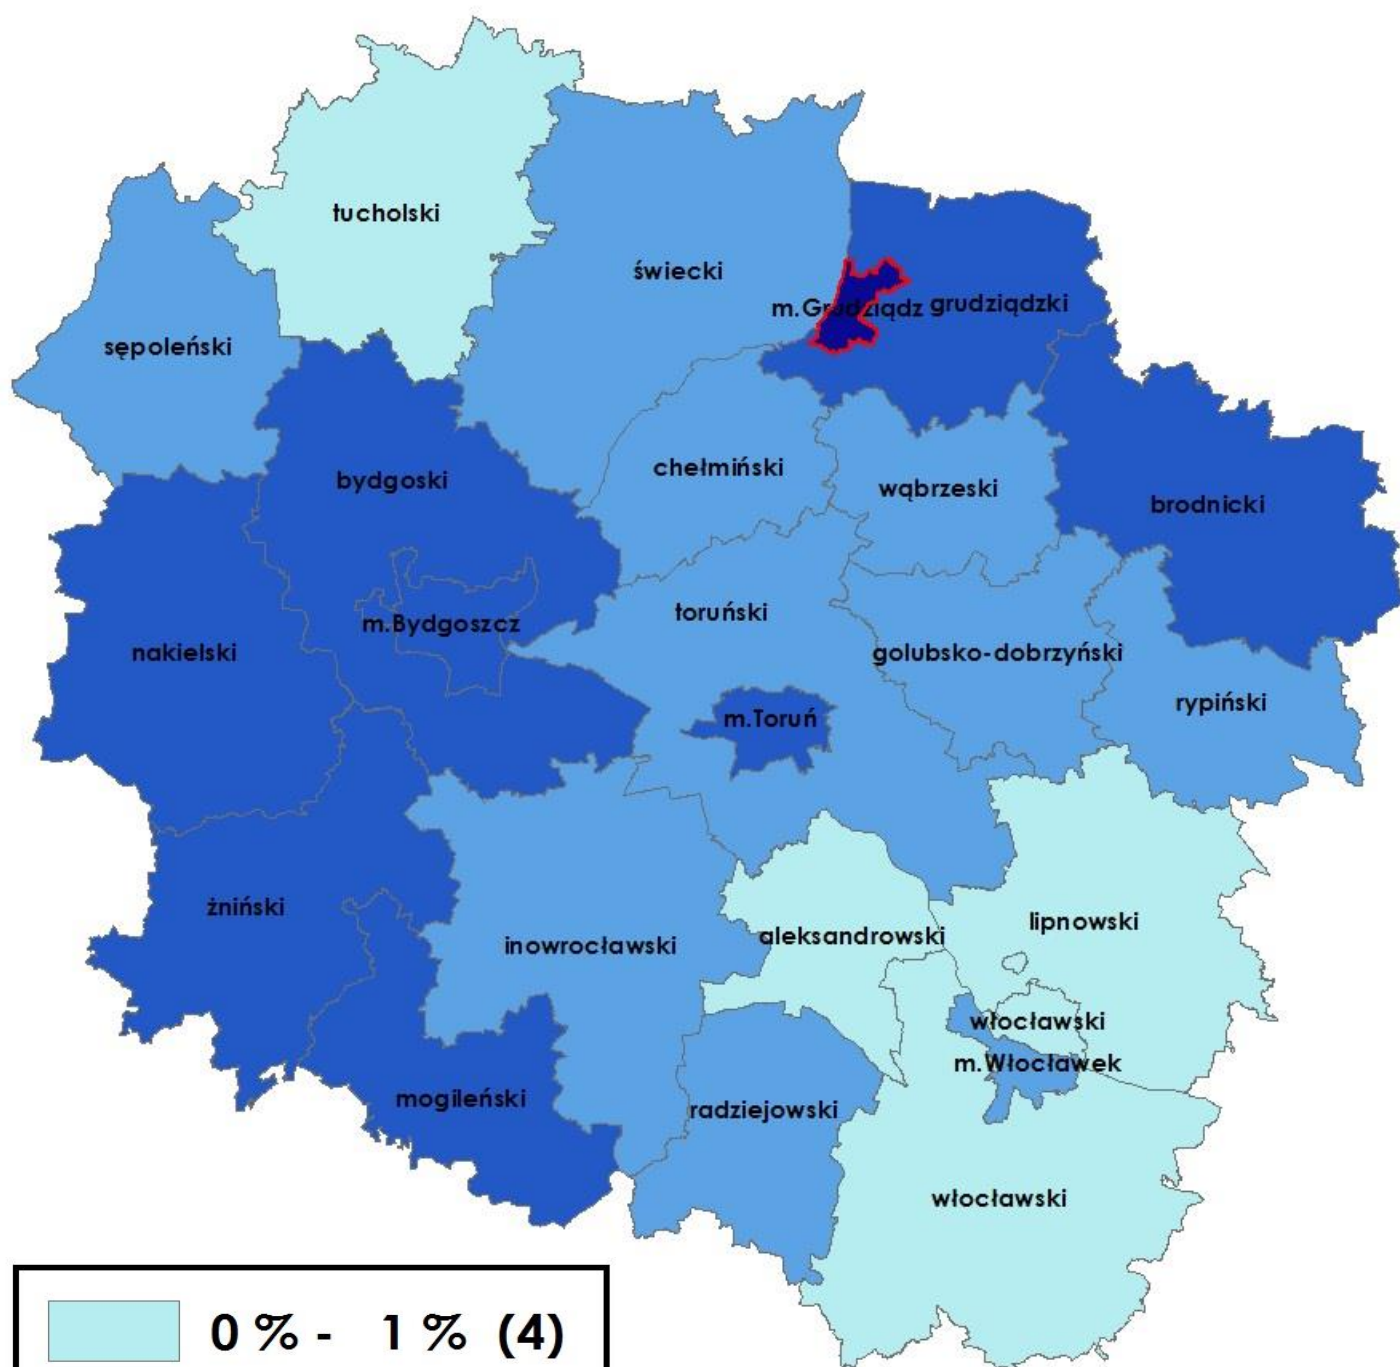 tucholski
świecki
m.Grudziądz
grudziądzki
sępoleński
bydgoski
chełmiński
wąbrzeski
brodnicki
m.Bydgoszcz
toruński
nakielski
golubsko-dobrzyński
rypiński
m.Toruń
żniński
inowrocławski
aleksandrowski
lipnowski
włocławski
m.Włocławek
mogileński
radziejowski
włocławski
0 % - 1 % (4)